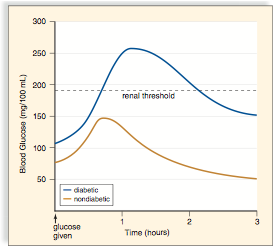 300
250
200
150
100
50
Blood Glucose (mg/100 mL)
renal threshold
diabetic
nondiabetic
glucose
given
1
2
3
Time (hours)